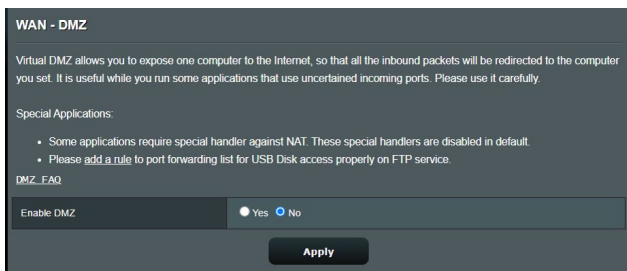 WAN - DMZ
Virtual DMZ allows you to expose one computer to the Internet, so that all the inbound packets will be redirected to the computer
you set. It is useful while you run some applications that use uncertained incoming ports. Please use it carefully.
Special Applications:
• Some applications require special handler against NAT. These special handlers are disabled in default.
• Please add a rule to port forwarding list for USB Disk access properly on FTP service.
DMZ FAQ
Enable DMZ Yes No
Apply